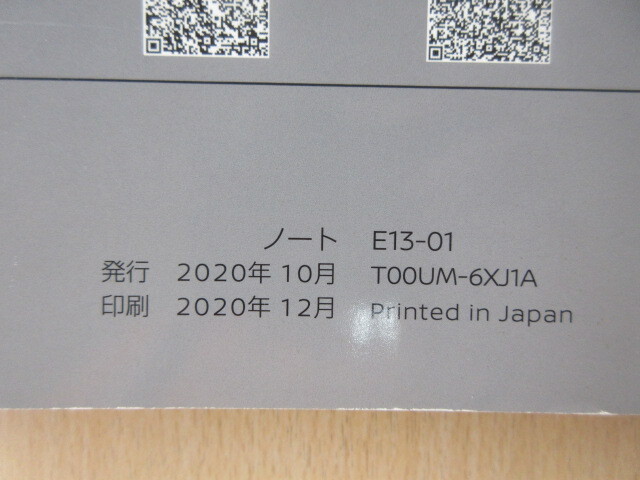 ノート E13-01
発行 2020年 10月 T00UM-6XJ1A
印刷 2020年 12月 Printed in Japan